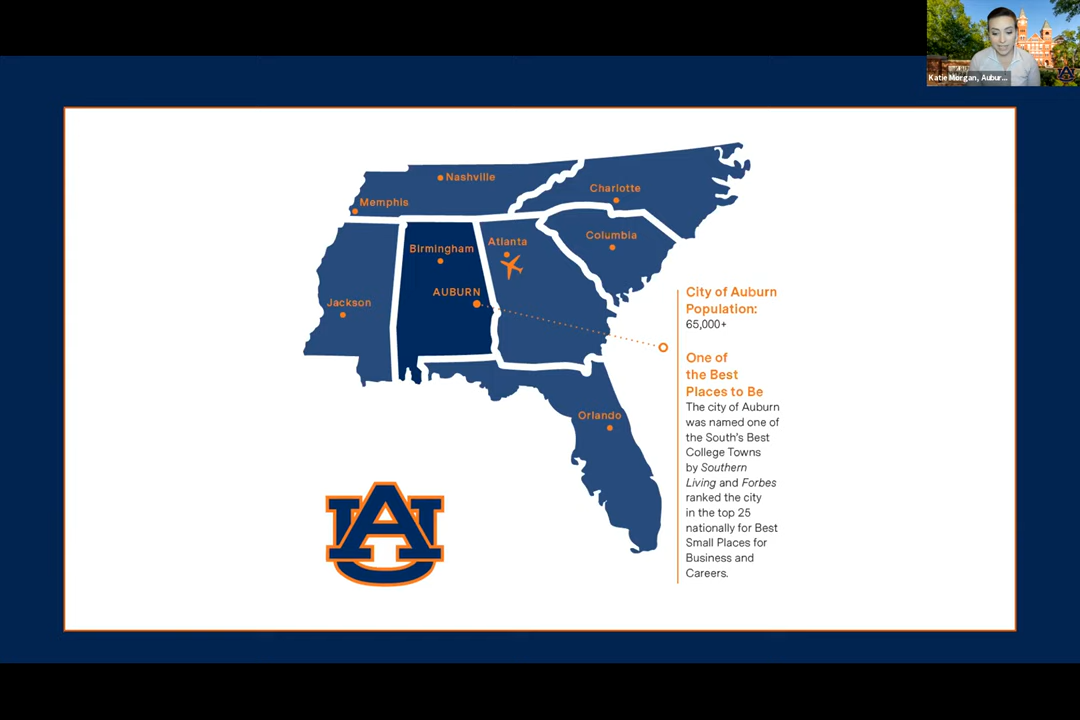 Katie Morgan, Aubur...
Nashville
Memphis
Charlotte
Columbia
Atlanta
Birmingham
AUBURN
Jackson
Orlando
City of Auburn
Population:
65,000+
One of
the Best
Places to Be
The city of Auburn
was named one of
the South's Best
College Towns
by Southern
Living and Forbes
ranked the city
in the top 25
nationally for Best
Small Places for
Business and
Careers.
AU